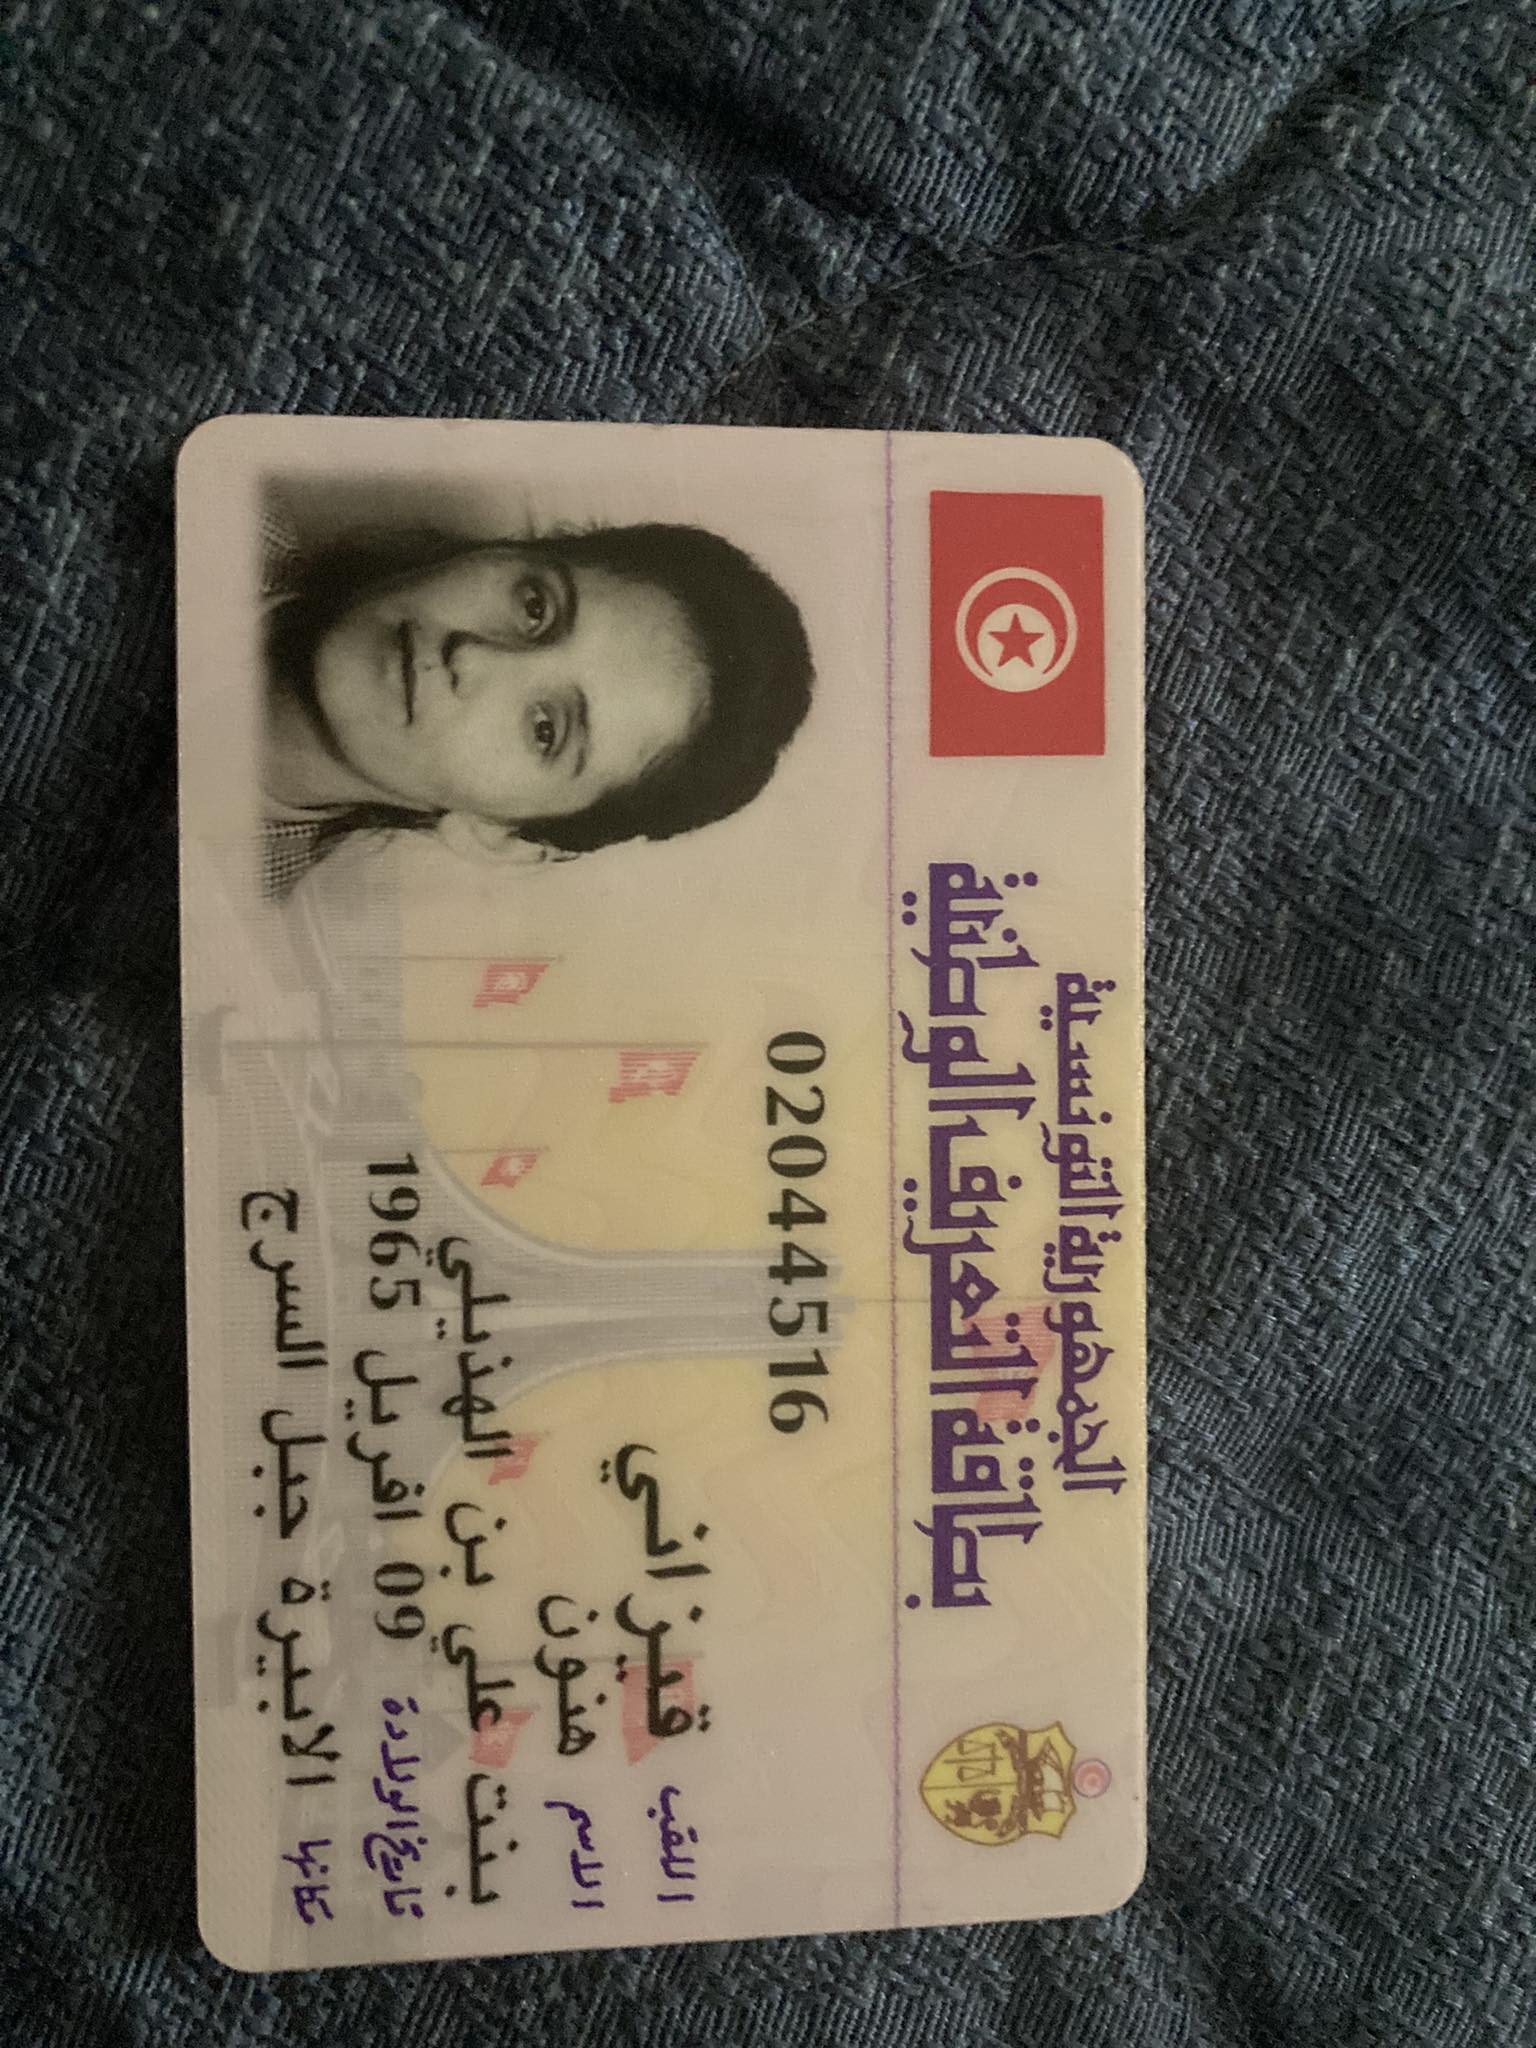 الجمهورية التونسية
بطاقة التعريف الوطنية
02044516
اللقب قيزاني
الاسم هنون
بنت علي بن الهذيلي
تاريخ الولادة 09 افريل 1965
مكانها الابيرة جبل السرج